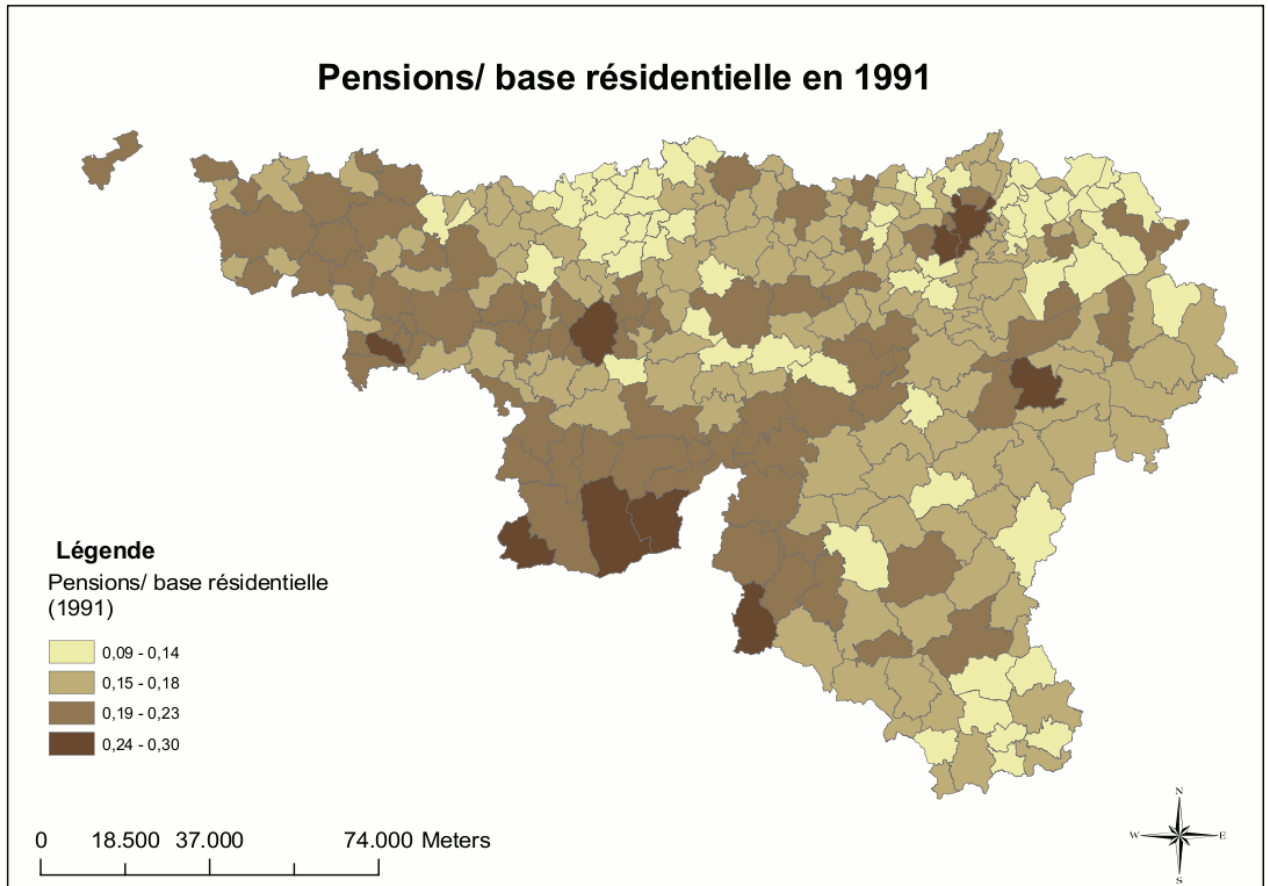 Pensions/ base résidentielle en 1991
Légende
Pensions/ base résidentielle
(1991)
0,09 - 0,14
0,15 - 0,18
0,19 - 0,23
0,24 - 0,30
0 18.500 37.000 74.000 Meters
N
W E
S